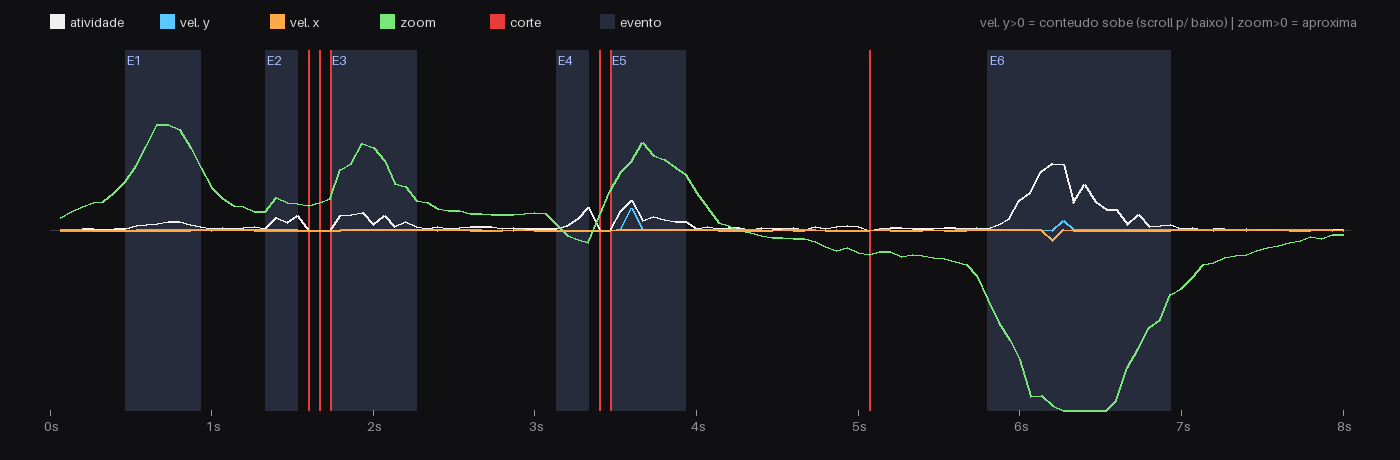 atividade vel. y vel. x zoom corte evento vel. y>0 = conteudo sobe (scroll p/ baixo) | zoom>0 = aproxima
E1 E2 E3 E4 E5 E6
0s 1s 2s 3s 4s 5s 6s 7s 8s